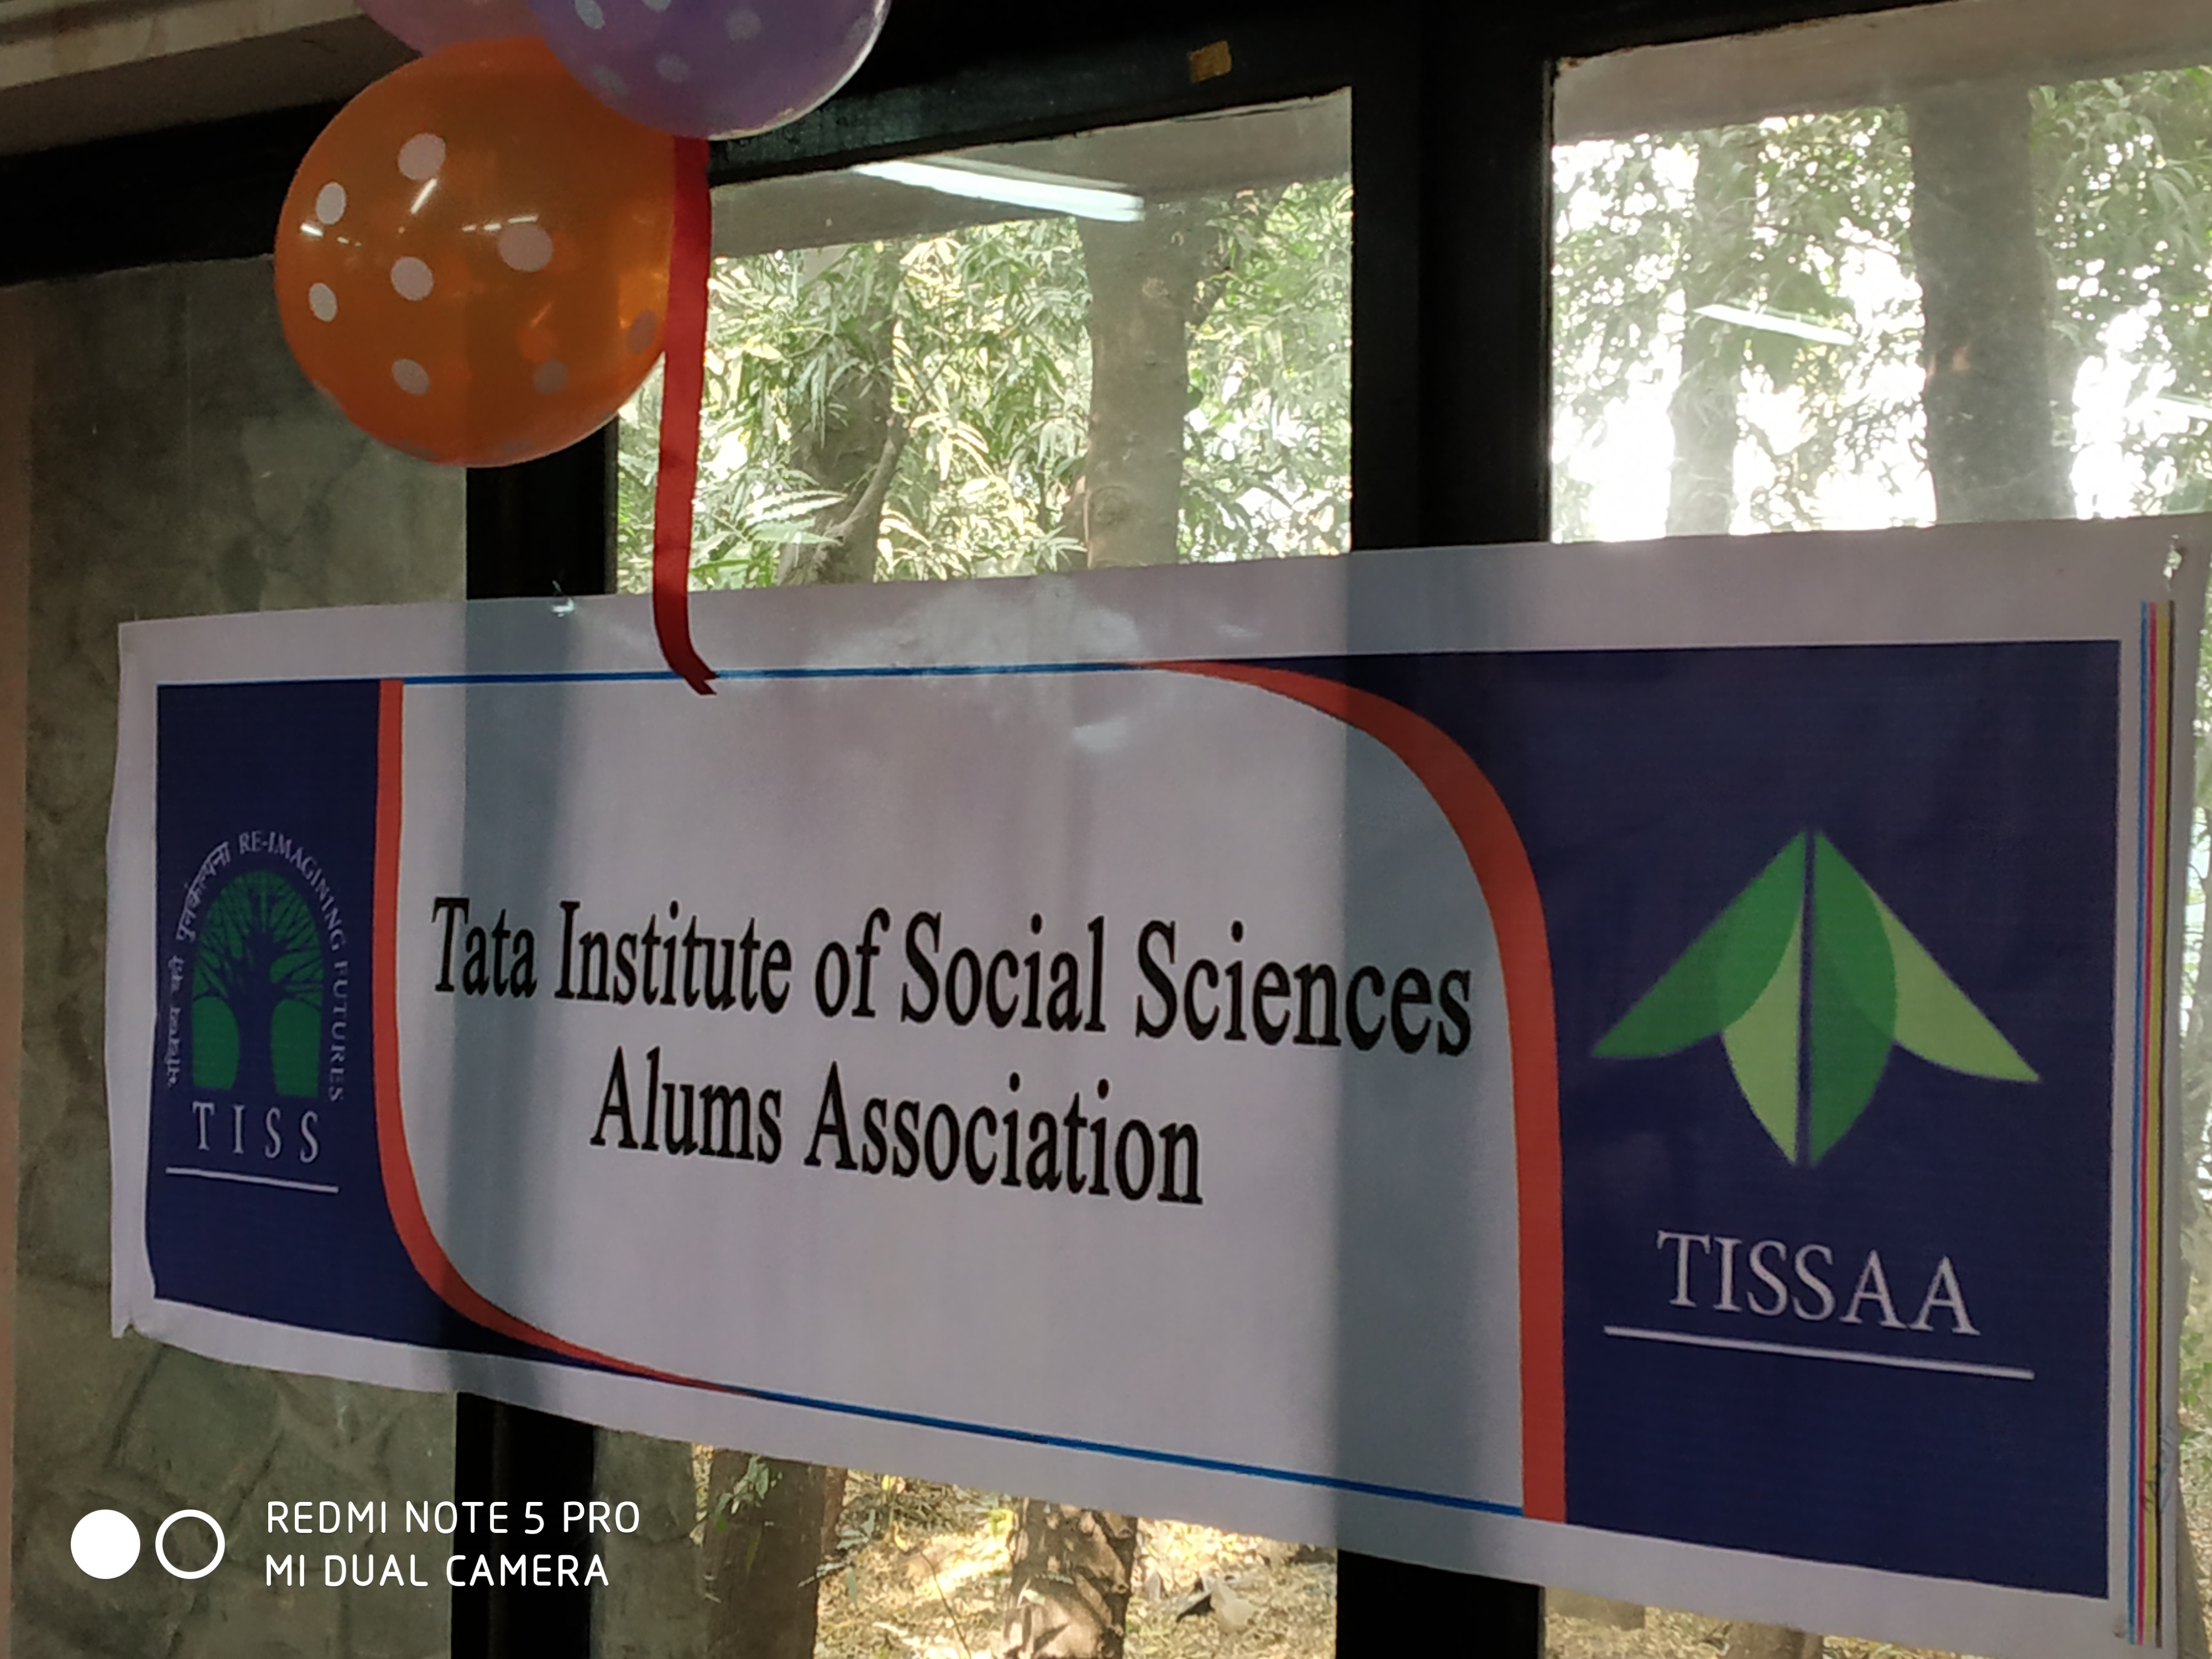 पुनर्कल्पना RE-IMAGINING FUTURES
TISS
Tata Institute of Social Sciences
Alums Association
TISSAA
REDMI NOTE 5 PRO
MI DUAL CAMERA